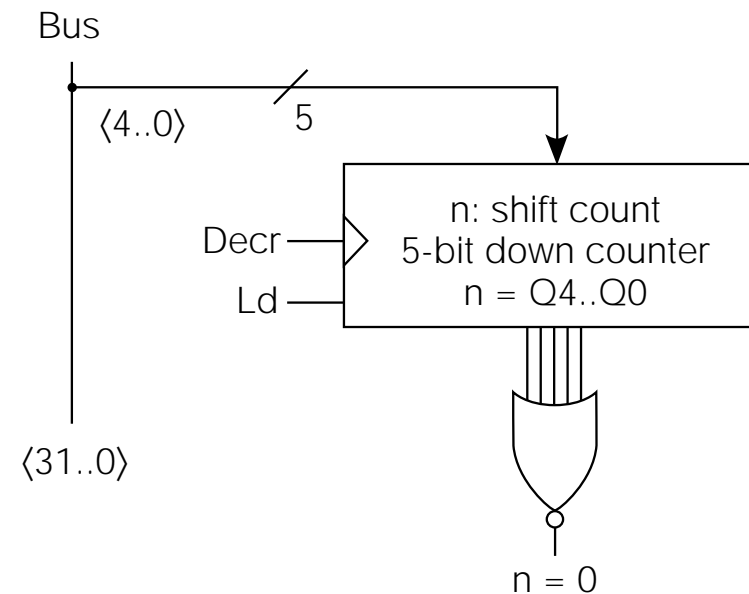 Bus
⟨4..0⟩
5
n: shift count
5-bit down counter
n = Q4..Q0
Decr
Ld
⟨31..0⟩
n = 0